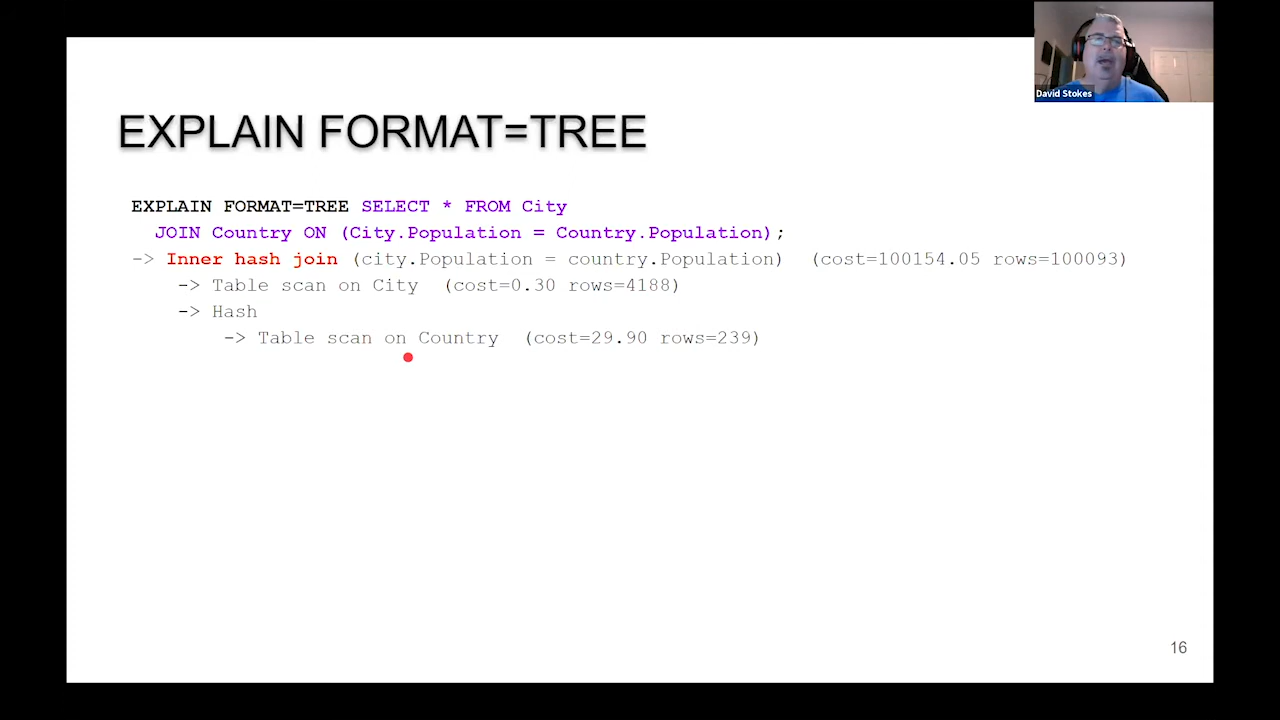 David Stokes
EXPLAIN FORMAT=TREE
EXPLAIN FORMAT=TREE SELECT * FROM City
JOIN Country ON (City.Population = Country.Population);
-> Inner hash join (city.Population = country.Population) (cost=100154.05 rows=100093)
-> Table scan on City (cost=0.30 rows=4188)
-> Hash
-> Table scan on Country (cost=29.90 rows=239)
16